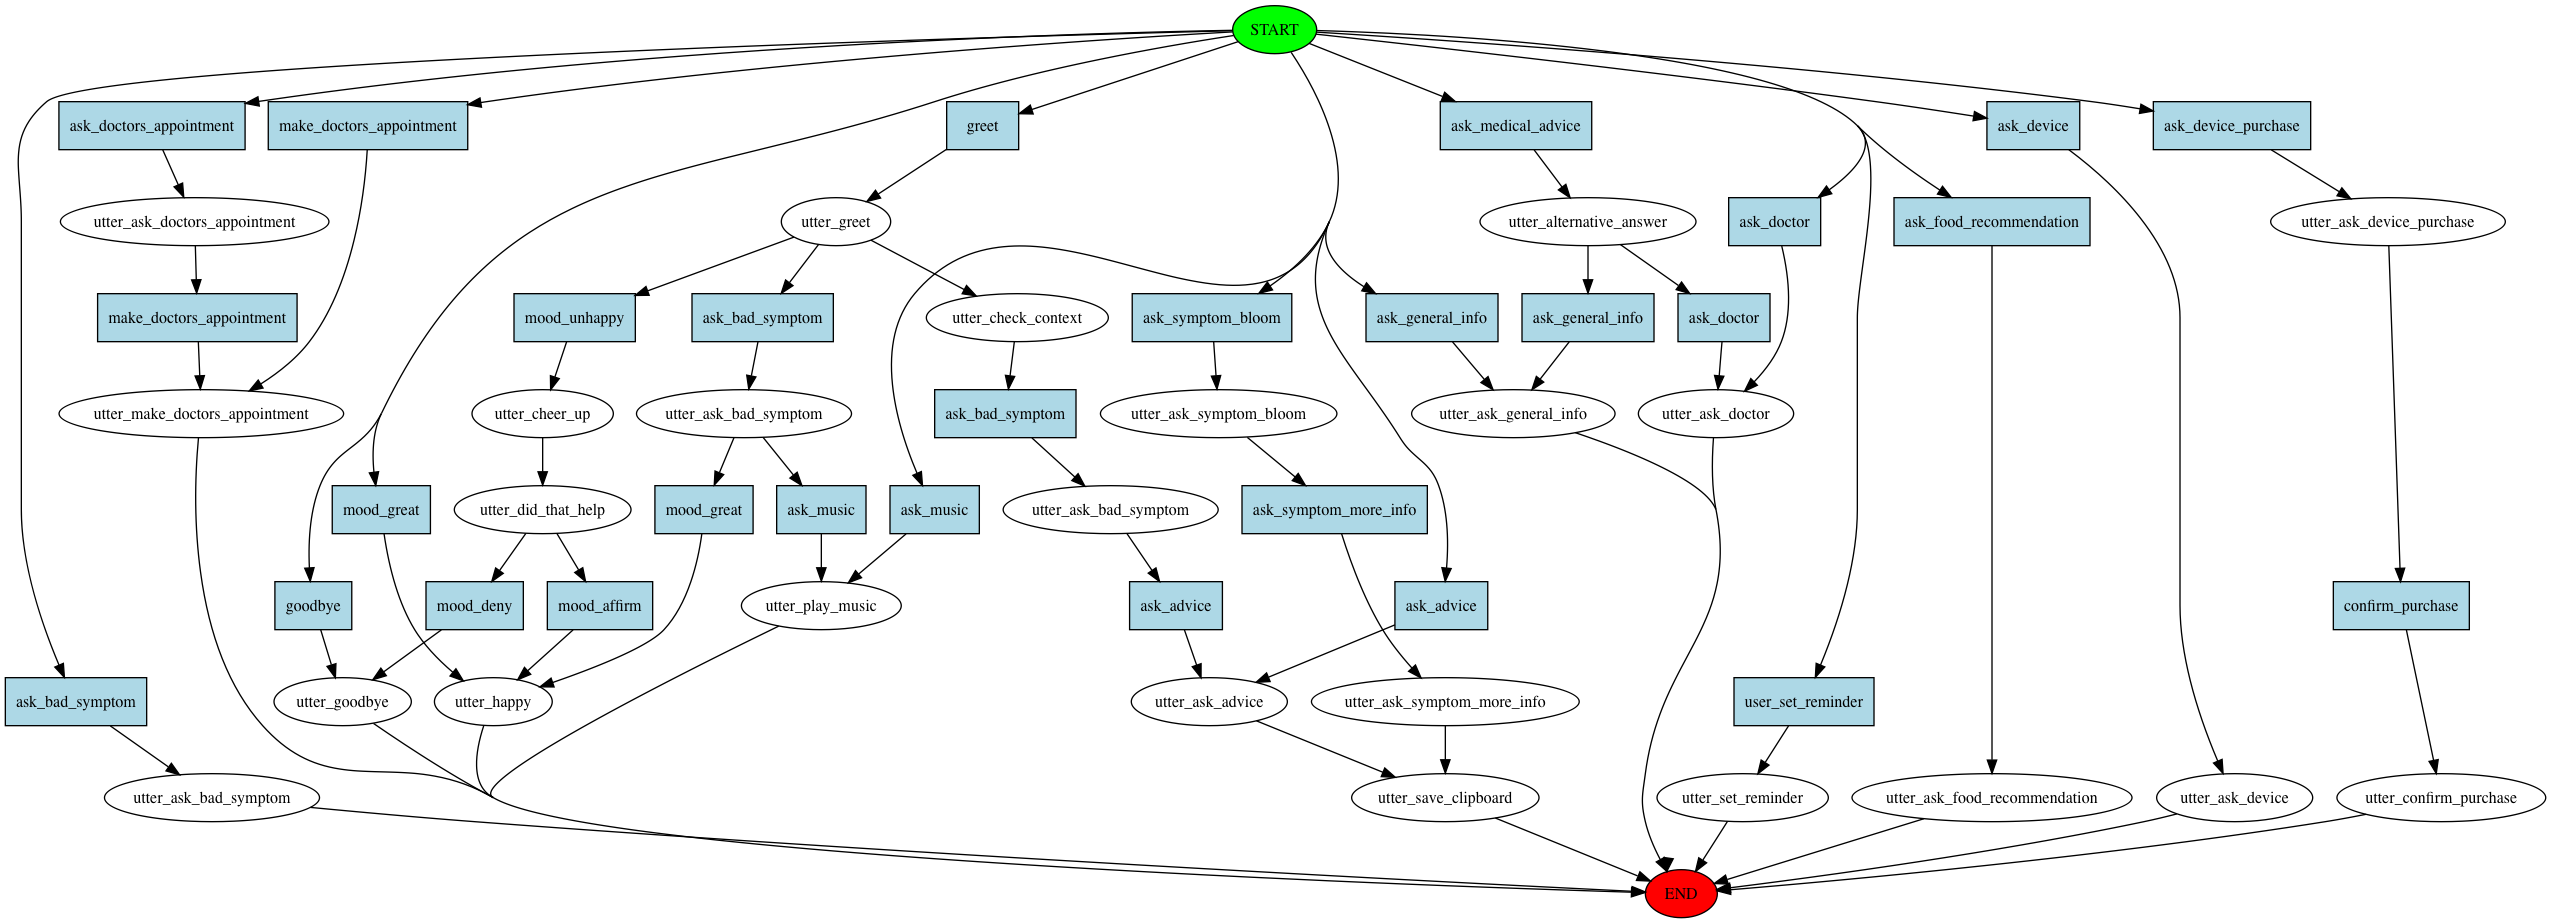 START
ask_doctors_appointment
make_doctors_appointment
greet
ask_medical_advice
ask_device
ask_device_purchase
utter_ask_doctors_appointment
utter_greet
utter_alternative_answer
ask_doctor
ask_food_recommendation
utter_ask_device_purchase
make_doctors_appointment
mood_unhappy
ask_bad_symptom
utter_check_context
ask_symptom_bloom
ask_general_info
ask_general_info
ask_doctor
utter_make_doctors_appointment
utter_cheer_up
utter_ask_bad_symptom
ask_bad_symptom
utter_ask_symptom_bloom
utter_ask_general_info
utter_ask_doctor
mood_great
utter_did_that_help
mood_great
ask_music
ask_music
utter_ask_bad_symptom
ask_symptom_more_info
goodbye
mood_deny
mood_affirm
utter_play_music
ask_advice
ask_advice
confirm_purchase
ask_bad_symptom
utter_goodbye
utter_happy
utter_ask_advice
utter_ask_symptom_more_info
user_set_reminder
utter_ask_bad_symptom
utter_save_clipboard
utter_set_reminder
utter_ask_food_recommendation
utter_ask_device
utter_confirm_purchase
END